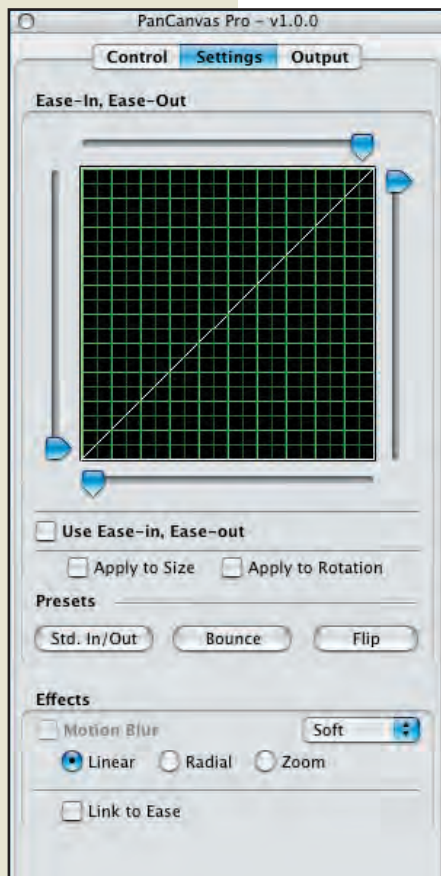 PanCanvas Pro – v1.0.0
Control Settings Output
Ease-In, Ease-Out
Use Ease-in, Ease-out
Apply to Size Apply to Rotation
Presets
Std. In/Out Bounce Flip
Effects
Motion Blur Soft
Linear Radial Zoom
Link to Ease